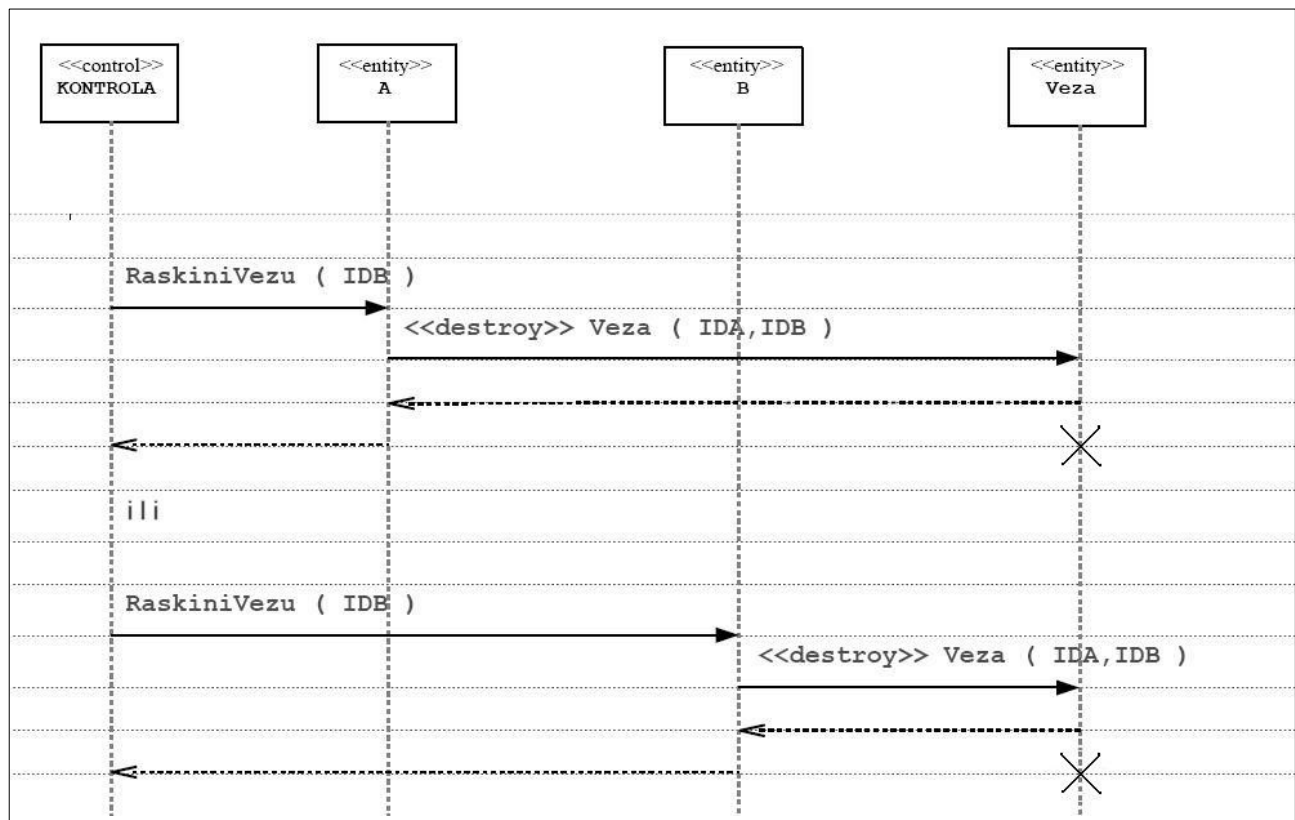 <<control>>
KONTROLA
<<entity>>
A
<<entity>>
B
<<entity>>
Veza
RaskiniVezu ( IDB )
<<destroy>> Veza ( IDA,IDB )
ili
RaskiniVezu ( IDB )
<<destroy>> Veza ( IDA,IDB )